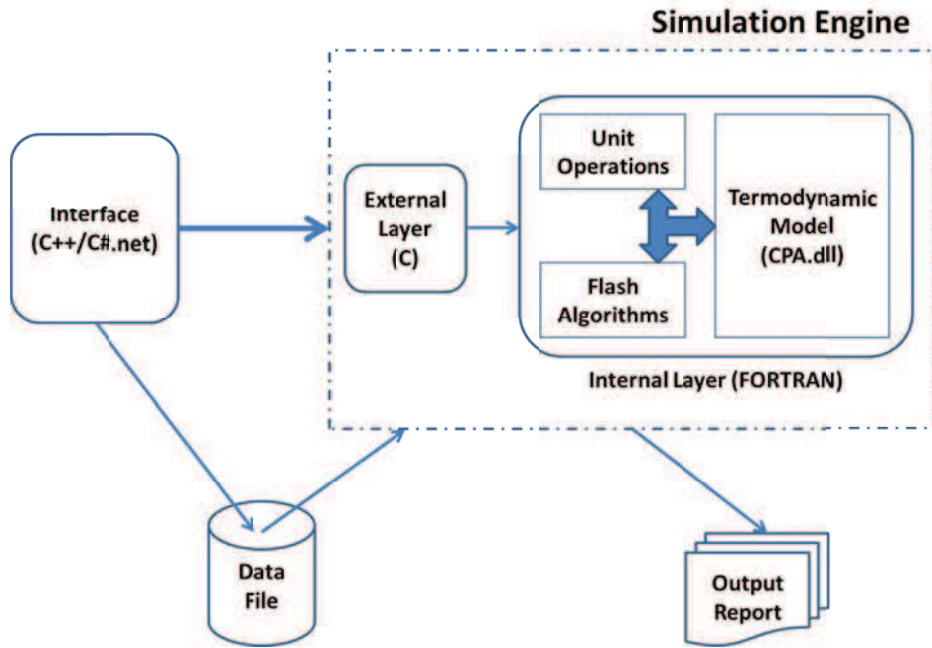 Simulation Engine
Interface
(C++/C#.net)
External
Layer
(C)
Unit
Operations
Flash
Algorithms
Termodynamic
Model
(CPA.dll)
Internal Layer (FORTRAN)
Data
File
Output
Report